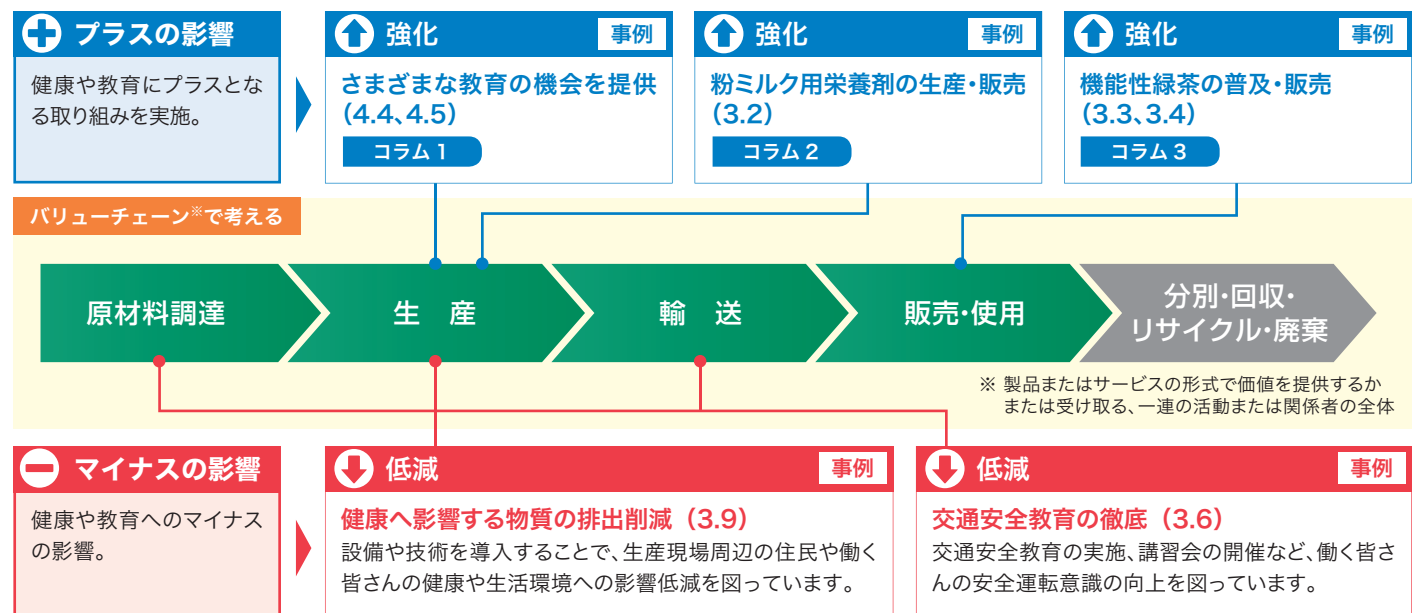 プラスの影響
健康や教育にプラスとな
る取り組みを実施。
強化
事例
さまざまな教育の機会を提供
(4.4、4.5)
コラム 1
強化
事例
粉ミルク用栄養剤の生産・販売
(3.2)
コラム 2
強化
事例
機能性緑茶の普及・販売
(3.3、3.4)
コラム 3
バリューチェーン※で考える
原材料調達
生　産
輸　送
販売・使用
分別・回収・
リサイクル・廃棄
※ 製品またはサービスの形式で価値を提供するか
または受け取る、一連の活動または関係者の全体
マイナスの影響
健康や教育へのマイナス
の影響。
低減
事例
健康へ影響する物質の排出削減（3.9）
設備や技術を導入することで、生産現場周辺の住民や働く
皆さんの健康や生活環境への影響低減を図っています。
低減
事例
交通安全教育の徹底（3.6）
交通安全教育の実施、講習会の開催など、働く皆さ
んの安全運転意識の向上を図っています。